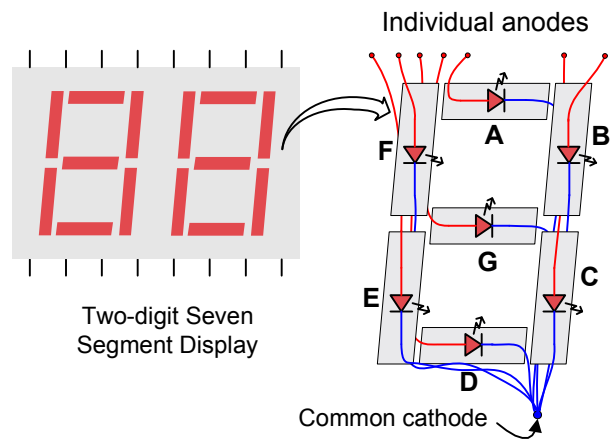 Individual anodes
A
B
F
G
E
C
D
Two-digit Seven
Segment Display
Common cathode